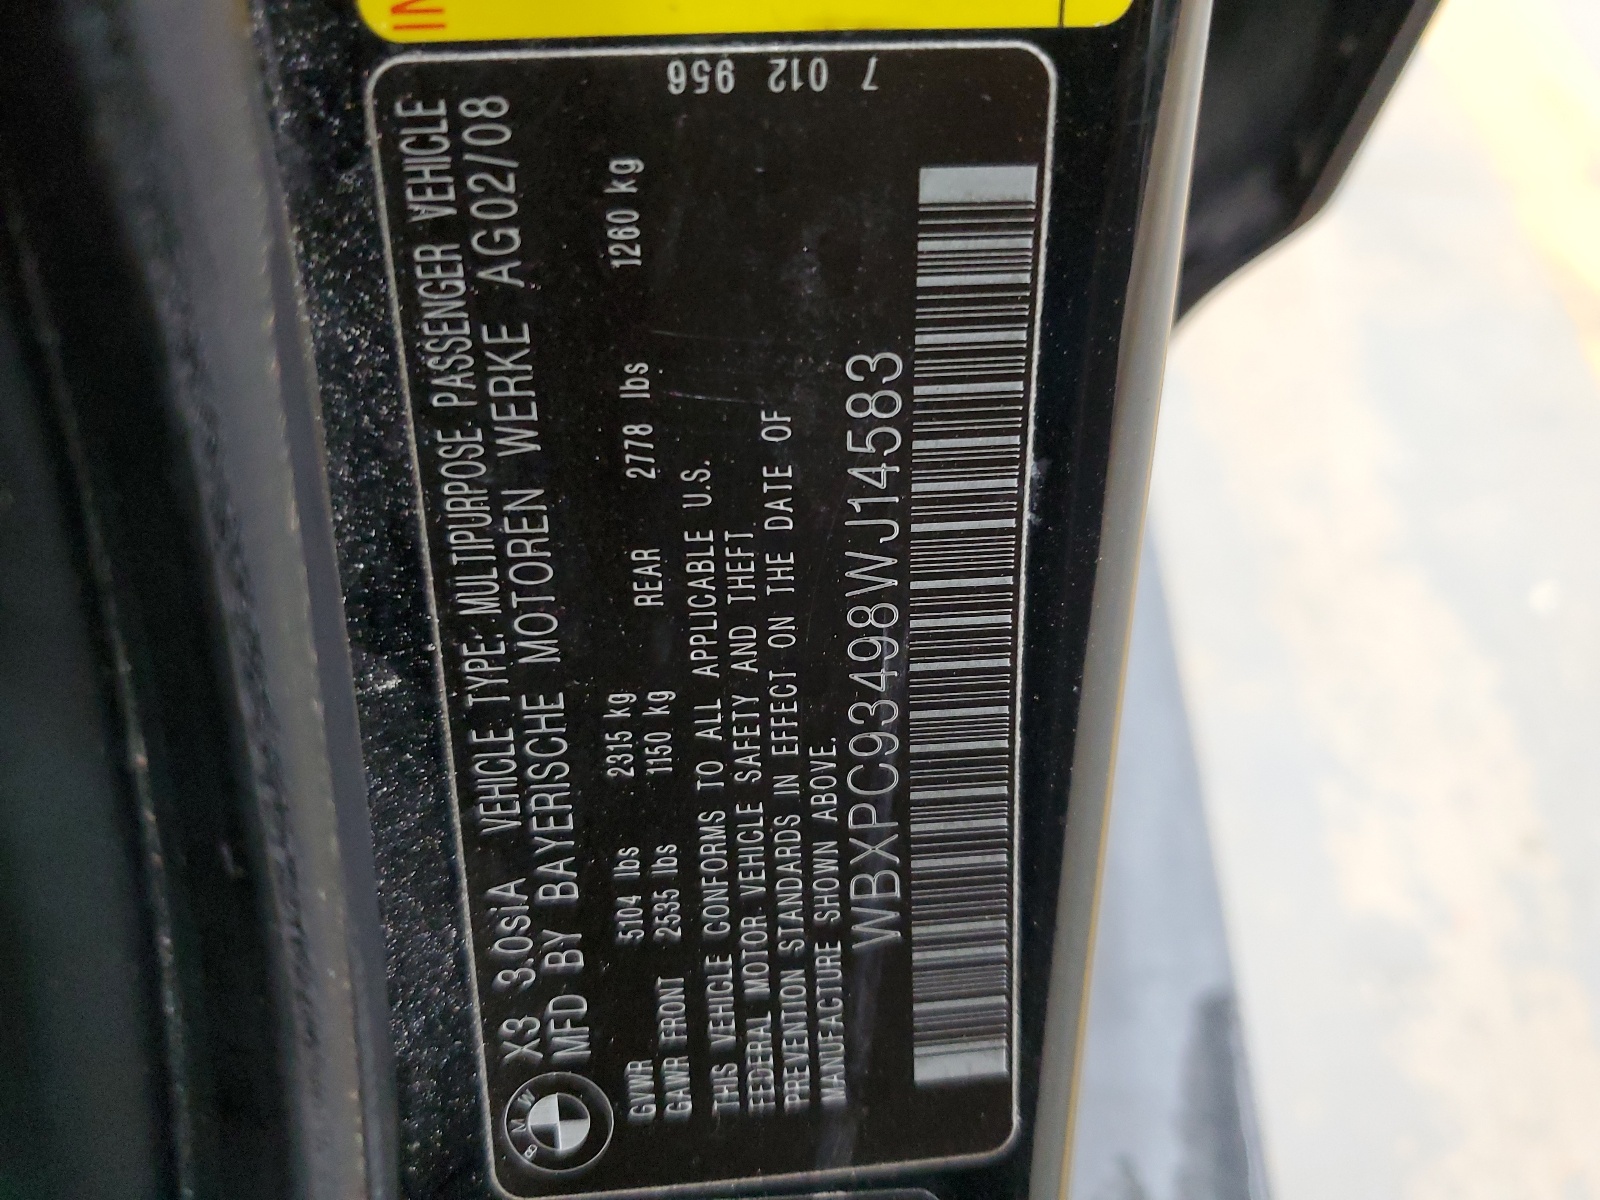 IN
BMW
X3 3.0siA VEHICLE TYPE: MULTIPURPOSE PASSENGER VEHICLE
MFD BY BAYERISCHE MOTOREN WERKE AG02/08
GVWR 5104 lbs 2315 kg
GAWR FRONT 2535 lbs 1150 kg REAR 2778 lbs 1260 kg
THIS VEHICLE CONFORMS TO ALL APPLICABLE U.S.
FEDERAL MOTOR VEHICLE SAFETY AND THEFT
PREVENTION STANDARDS IN EFFECT ON THE DATE OF
MANUFACTURE SHOWN ABOVE.
WBXPC93498WJ14583
7 012 956